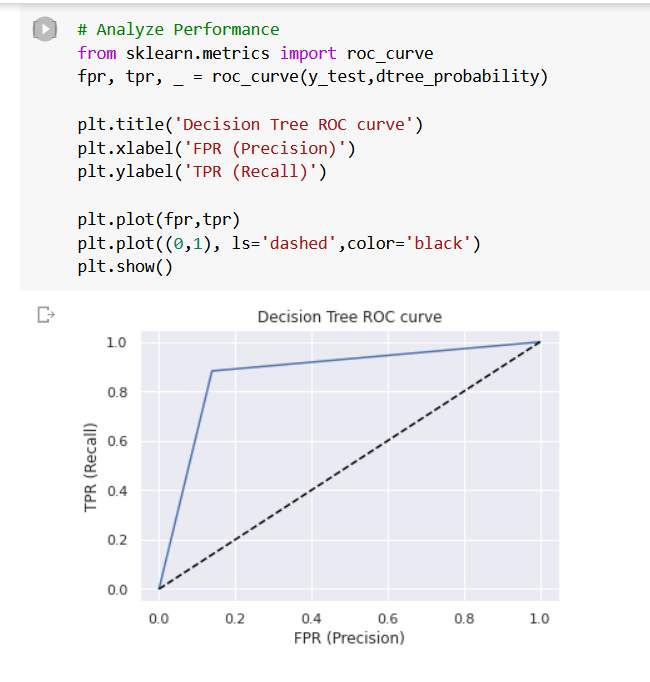 # Analyze Performance
from sklearn.metrics import roc_curve
fpr, tpr, _ = roc_curve(y_test,dtree_probability)
plt.title('Decision Tree ROC curve')
plt.xlabel('FPR (Precision)')
plt.ylabel('TPR (Recall)')
plt.plot(fpr,tpr)
plt.plot((0,1), ls='dashed',color='black')
plt.show()
Decision Tree ROC curve
TPR (Recall)
1.0
0.8
0.6
0.4
0.2
0.0
0.0 0.2 0.4 0.6 0.8 1.0
FPR (Precision)